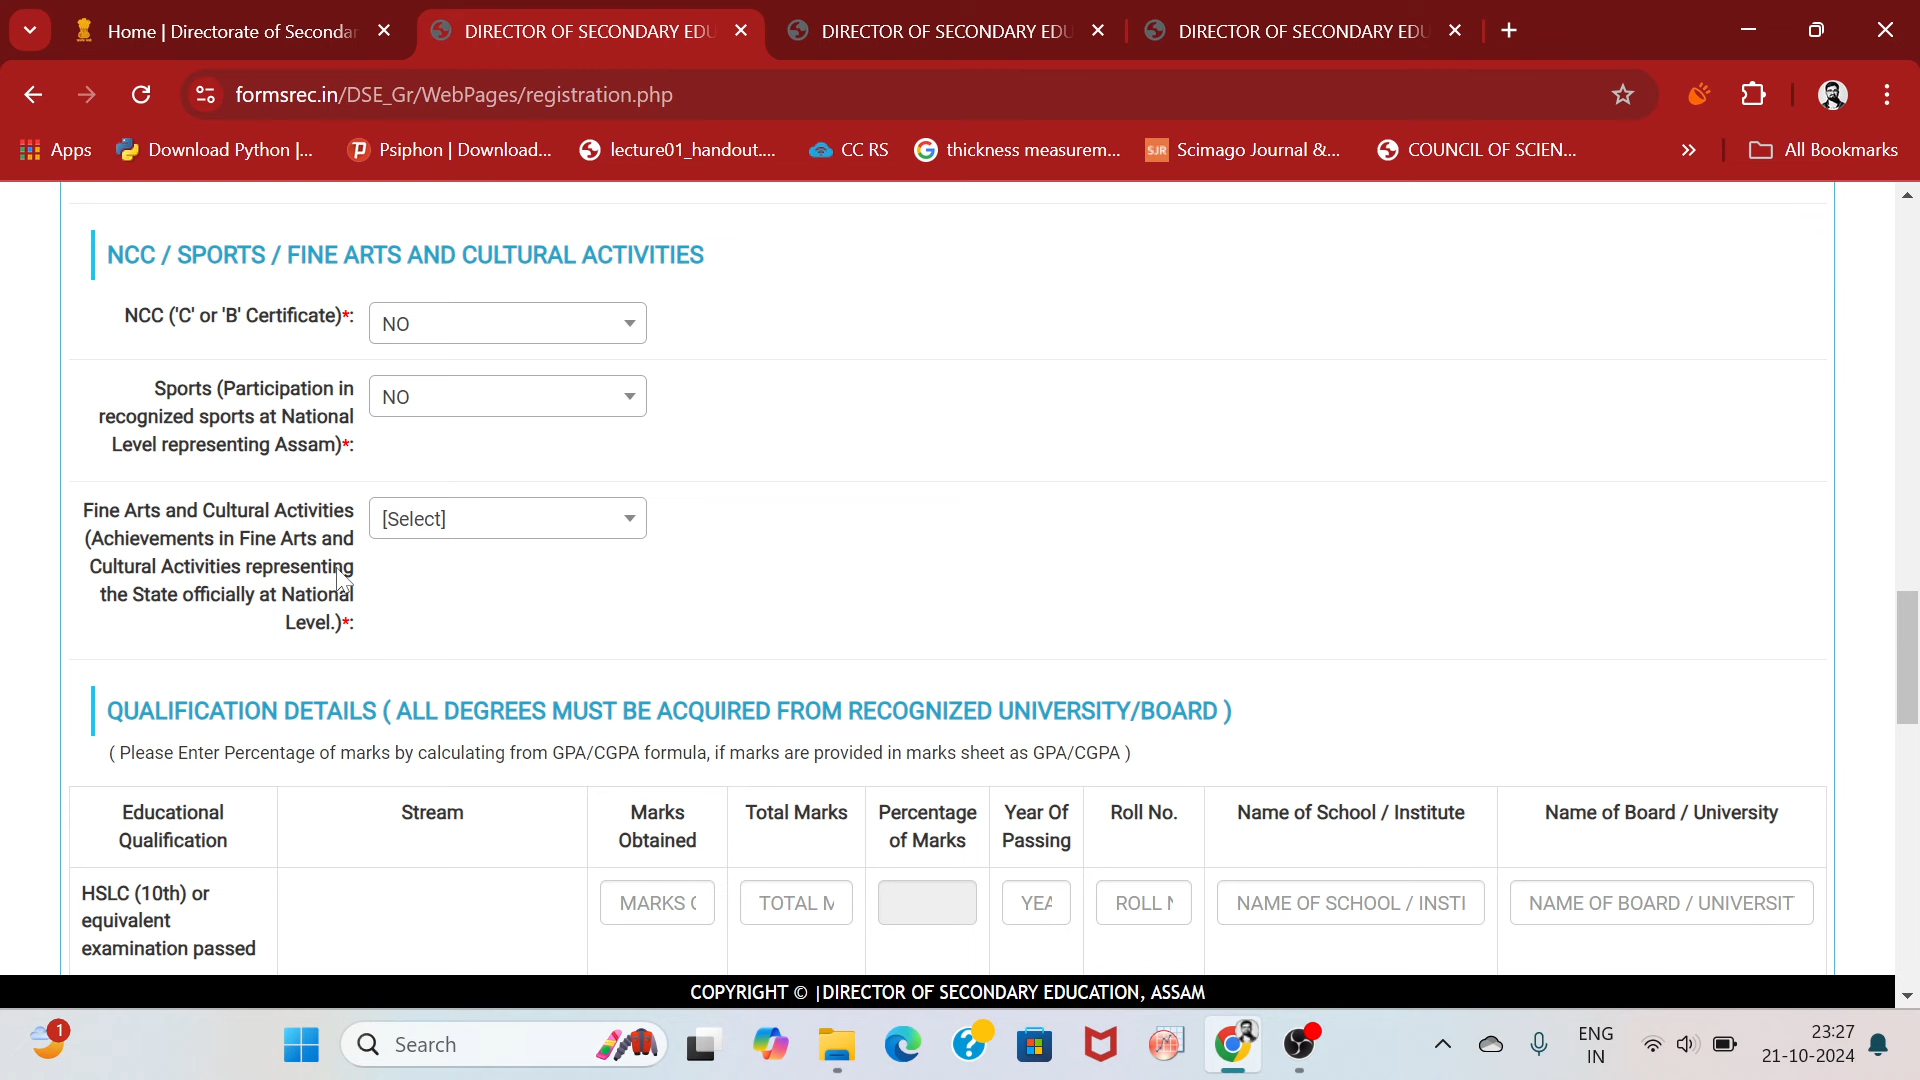 Home | Directorate of Secondar
DIRECTOR OF SECONDARY EDU
DIRECTOR OF SECONDARY EDU
DIRECTOR OF SECONDARY EDU
formsrec.in/DSE_Gr/WebPages/registration.php
Apps
Download Python |...
Psiphon | Download...
lecture01_handout....
CC RS
thickness measurem...
SJR
Scimago Journal &...
COUNCIL OF SCIEN...
All Bookmarks
NCC / SPORTS / FINE ARTS AND CULTURAL ACTIVITIES
NCC ('C' or 'B' Certificate)*:
NO
Sports (Participation in
recognized sports at National
Level representing Assam)*:
NO
Fine Arts and Cultural Activities
(Achievements in Fine Arts and
Cultural Activities representing
the State officially at National
Level.)*:
[Select]
QUALIFICATION DETAILS ( ALL DEGREES MUST BE ACQUIRED FROM RECOGNIZED UNIVERSITY/BOARD )
( Please Enter Percentage of marks by calculating from GPA/CGPA formula, if marks are provided in marks sheet as GPA/CGPA )
Educational
Qualification
Stream
Marks
Obtained
Total Marks
Percentage
of Marks
Year Of
Passing
Roll No.
Name of School / Institute
Name of Board / University
HSLC (10th) or
equivalent
examination passed
MARKS
TOTAL
YEA
ROLL
NAME OF SCHOOL / INSTI
NAME OF BOARD / UNIVERSIT
COPYRIGHT © |DIRECTOR OF SECONDARY EDUCATION, ASSAM
1
Search
ENG
IN
23:27
21-10-2024